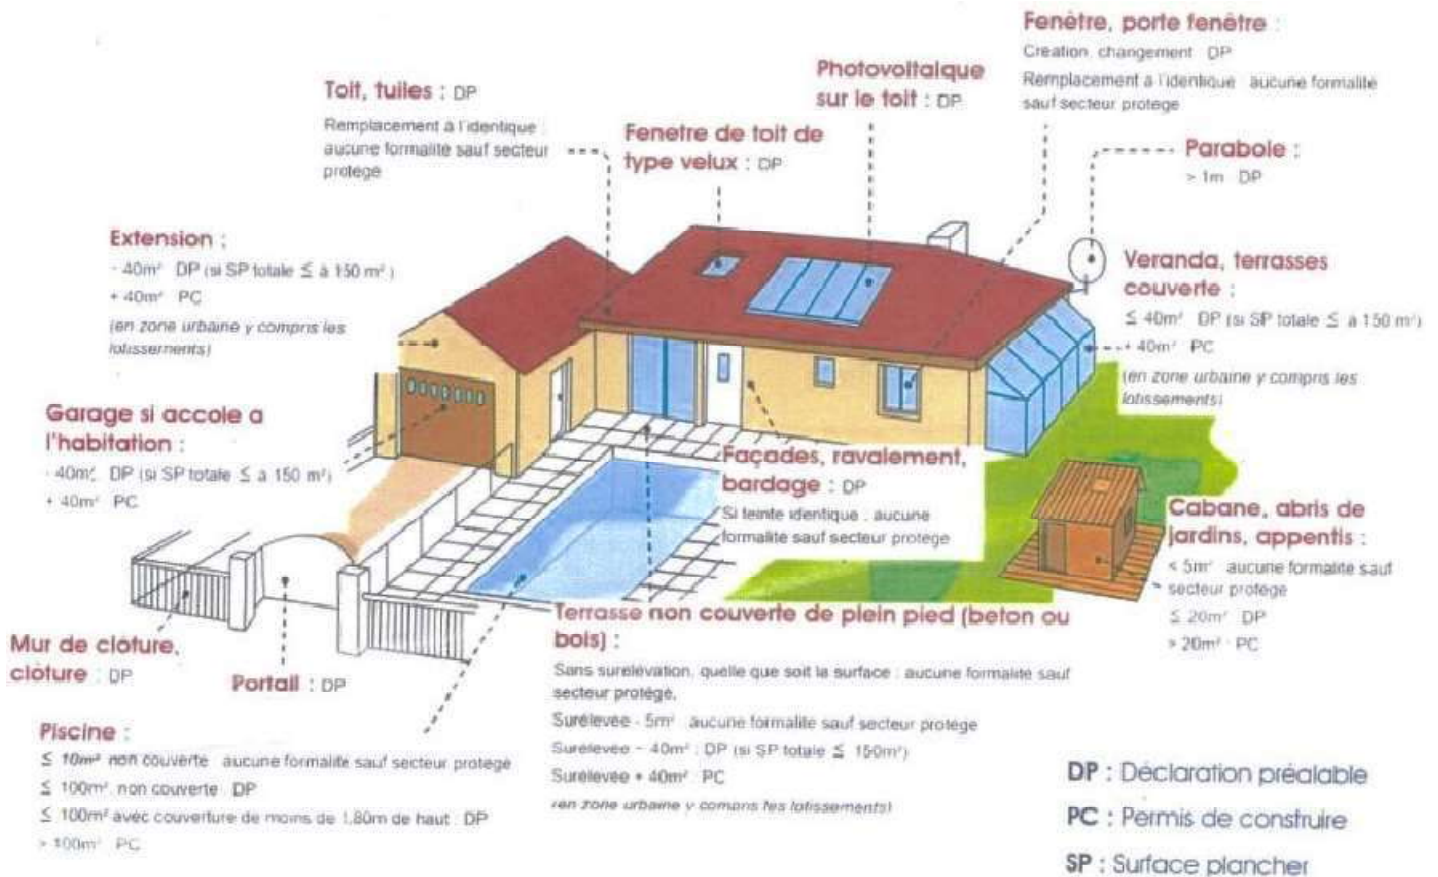 Fenêtre, porte fenêtre :
Création, changement DP
Remplacement à l'identique aucune formalité
sauf secteur protégé
Photovoltaïque
sur le toit : DP
Toit, tuiles : DP
Remplacement à l'identique
aucune formalité sauf secteur
protégé
Fenetre de toit de
type velux : DP
Parabole :
> 1m DP
Extension :
- 40m² DP (si SP totale ≤ à 150 m²)
+ 40m² PC
(en zone urbaine y compris les
lotissements)
Veranda, terrasses
couverte :
≤ 40m² DP (si SP totale ≤ à 150 m²)
+ 40m² PC
(en zone urbaine y compris les
lotissements)
Garage si accole a
l'habitation :
- 40m² DP (si SP totale ≤ à 150 m²)
+ 40m² PC
Façades, ravalement,
bardage : DP
Si teinte identique : aucune
formalité sauf secteur protégé
Cabane, abris de
jardins, appentis :
< 5m² aucune formalité sauf
secteur protégé
≤ 20m² DP
> 20m² PC
Mur de cloture,
cloture : DP
Portail : DP
Terrasse non couverte de plein pied (beton ou
bois) :
Sans surélévation, quelle que soit la surface : aucune formalité sauf
secteur protégé.
Surélevée - 5m² aucune formalité sauf secteur protégé
Surélevée - 40m² : DP (si SP totale ≤ 150m²)
Surélevée + 40m² PC
(en zone urbaine y compris les lotissements)
Piscine :
≤ 10m² non couverte aucune formalité sauf secteur protégé
≤ 100m² non couverte DP
≤ 100m² avec couverture de moins de 1,80m de haut : DP
> 100m² PC
DP : Déclaration préalable
PC : Permis de construire
SP : Surface plancher